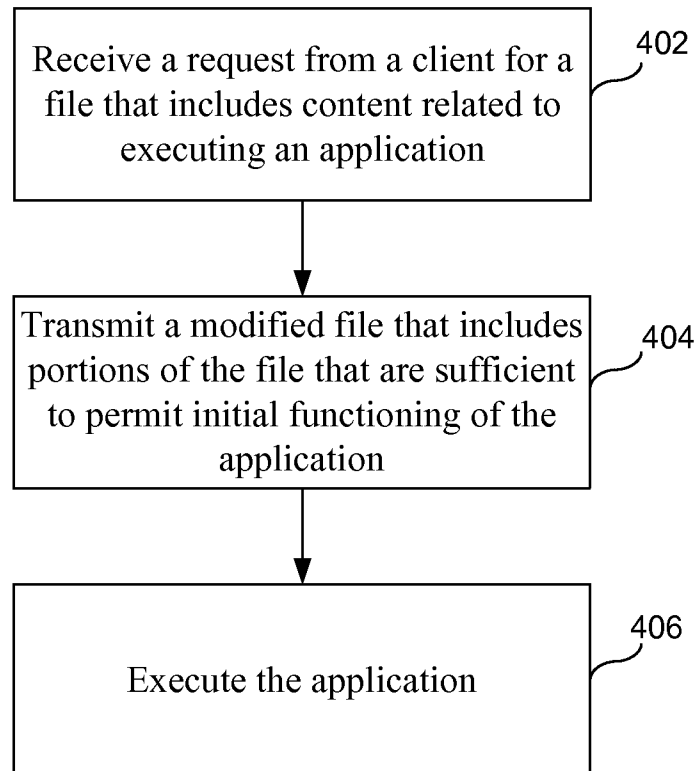 Receive a request from a client for a
file that includes content related to
executing an application
402
Transmit a modified file that includes
portions of the file that are sufficient
to permit initial functioning of the
application
404
Execute the application
406